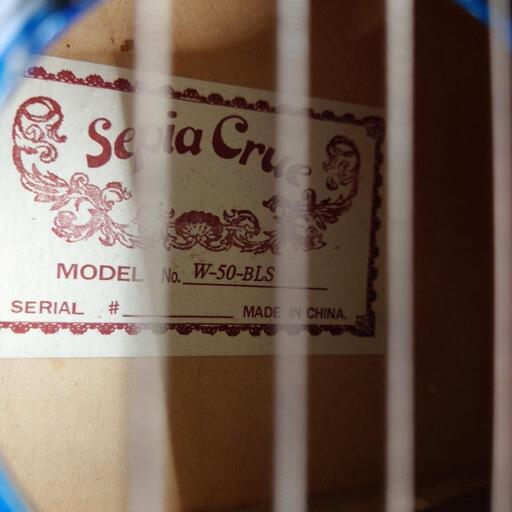 Sepia Crue
MODEL No. W-50-BLS
SERIAL #
MADE IN CHINA.